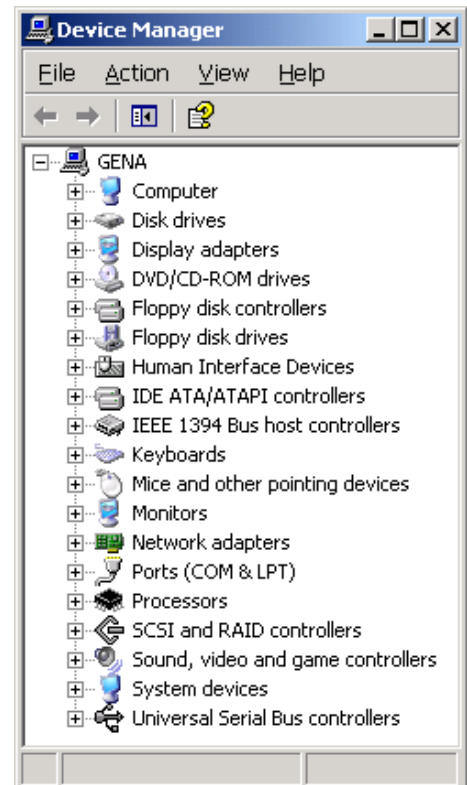 Device Manager
File Action View Help
GENA
Computer
Disk drives
Display adapters
DVD/CD-ROM drives
Floppy disk controllers
Floppy disk drives
Human Interface Devices
IDE ATA/ATAPI controllers
IEEE 1394 Bus host controllers
Keyboards
Mice and other pointing devices
Monitors
Network adapters
Ports (COM & LPT)
Processors
SCSI and RAID controllers
Sound, video and game controllers
System devices
Universal Serial Bus controllers